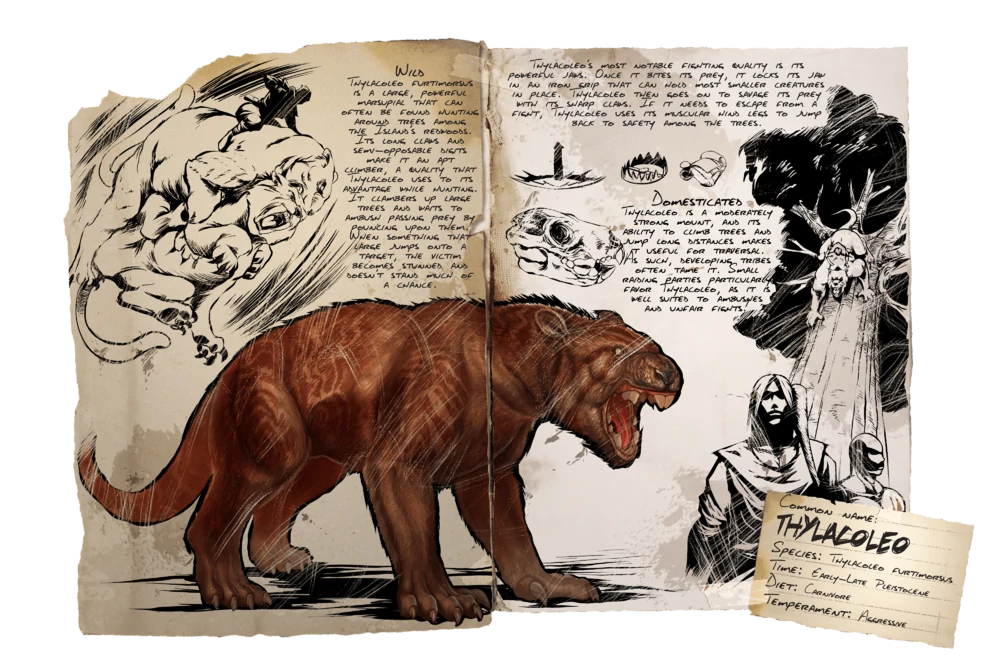 Wild
Thylacoleo furtimorsus
is a large, powerful
marsupial that can
often be found hunting
around trees among
the Island's redwoods.
Its long claws and
semi-opposable digits
make it an apt
climber, a quality that
Thylacoleo uses to its
advantage while hunting.
It clambers up large
trees and waits to
ambush passing prey by
pouncing upon them.
When something that
large jumps onto a
target, the victim
becomes stunned and
doesn't stand much of
a chance.
Thylacoleo's most notable fighting quality is its
powerful jaws. Once it bites its prey, it locks its jaw
in an iron grip that can hold most smaller creatures
in place. Thylacoleo then goes on to savage its prey
with its sharp claws. If it needs to escape from a
fight, Thylacoleo uses its muscular hind legs to jump
back to safety among the trees.
Domesticated
Thylacoleo is a moderately
strong mount, and its
ability to climb trees and
jump long distances makes
it useful for traversal.
As such, developing tribes
often tame it. Small
raiding parties particularly
favor Thylacoleo, as it is
well suited to ambushes
and unfair fights.
Common name:
Thylacoleo
Species: Thylacoleo furtimorsus
Time: Early-Late Pleistocene
Diet: Carnivore
Temperament: Aggressive